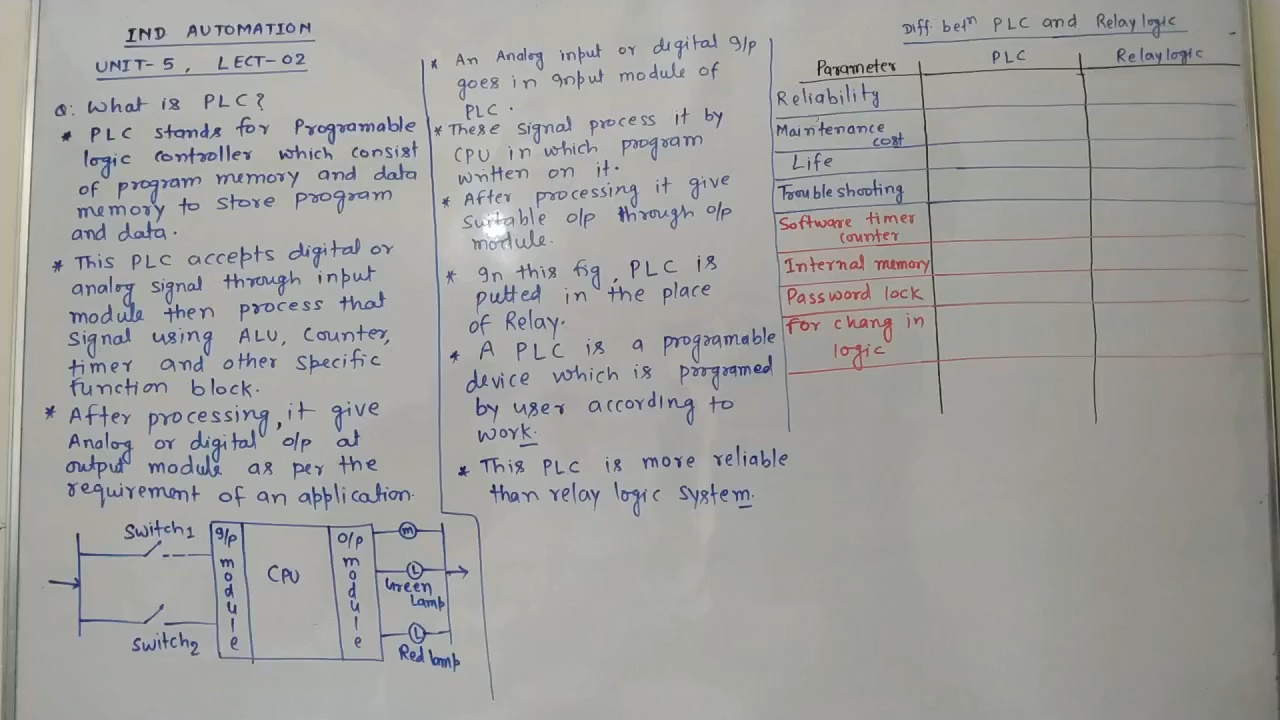 IND AUTOMATION
UNIT-5, LECT-02
Q: What is PLC?
* PLC stands for Programable
logic controller which consist
of program memory and data
memory to store program
and data.
* This PLC accepts digital or
analog signal through input
module then process that
signal using ALU, Counter,
timer and other specific
function block.
* After processing, it give
Analog or digital o/p at
output module as per the
requirement of an application.
Switch1
Switch2
I/p module
CPU
O/p module
m
L
Green
Lamp
L
Red lamp
* An Analog input or digital I/p
goes in Input module of
PLC.
* These signal process it by
CPU in which program
written on it.
* After processing it give
suitable o/p through o/p
module.
* In this fig, PLC is
putted in the place
of Relay.
* A PLC is a programable
device which is programed
by user according to
work.
* This PLC is more reliable
than relay logic system.
Diff. betn PLC and Relay logic
Parameter PLC Relay logic
Reliability
Maintenance
cost
Life
Trouble shooting
Software timer
counter
Internal memory
Password lock
For chang in
logic